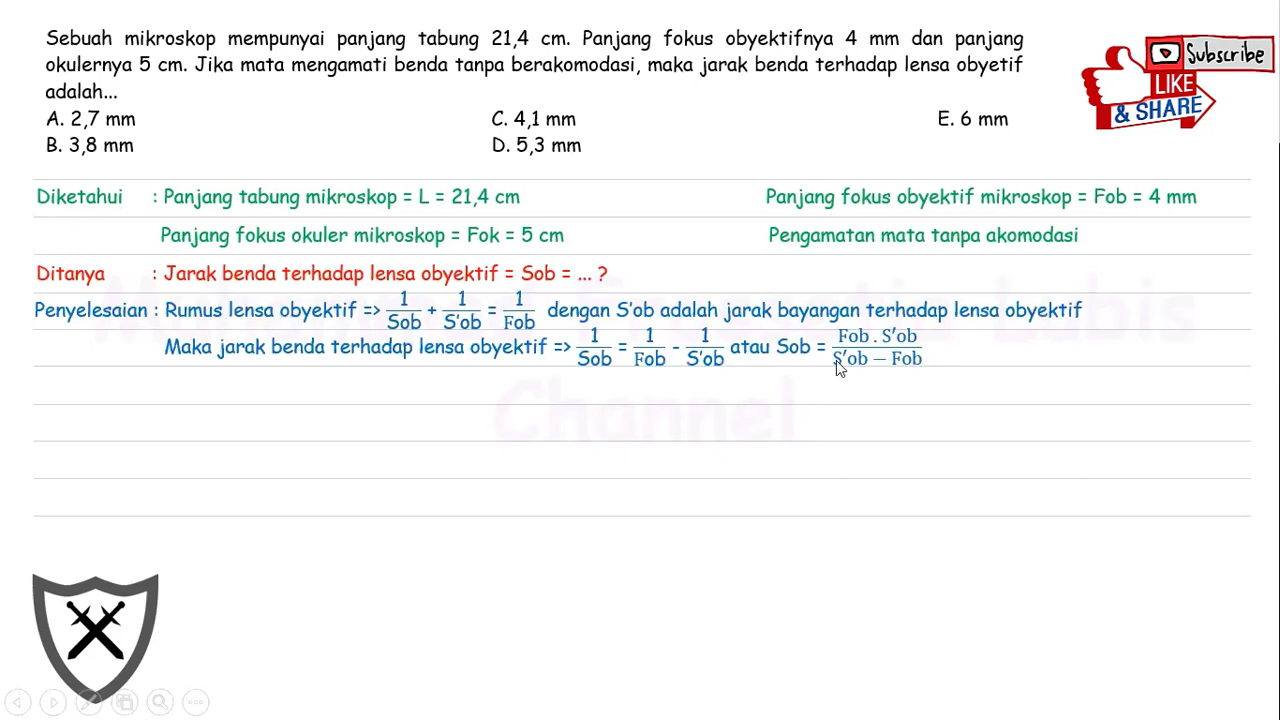 Sebuah mikroskop mempunyai panjang tabung 21,4 cm. Panjang fokus obyektifnya 4 mm dan panjang
okulernya 5 cm. Jika mata mengamati benda tanpa berakomodasi, maka jarak benda terhadap lensa obyetif
adalah...
A. 2,7 mm C. 4,1 mm E. 6 mm
B. 3,8 mm D. 5,3 mm
Subscribe
LIKE
& SHARE
Diketahui : Panjang tabung mikroskop = L = 21,4 cm Panjang fokus obyektif mikroskop = Fob = 4 mm
Panjang fokus okuler mikroskop = Fok = 5 cm Pengamatan mata tanpa akomodasi
Ditanya : Jarak benda terhadap lensa obyektif = Sob = ... ?
Penyelesaian : Rumus lensa obyektif => 1/Sob + 1/S'ob = 1/Fob dengan S'ob adalah jarak bayangan terhadap lensa obyektif
Maka jarak benda terhadap lensa obyektif => 1/Sob = 1/Fob - 1/S'ob atau Sob = Fob . S′ob/S′ob − Fob
Lubis
Channel